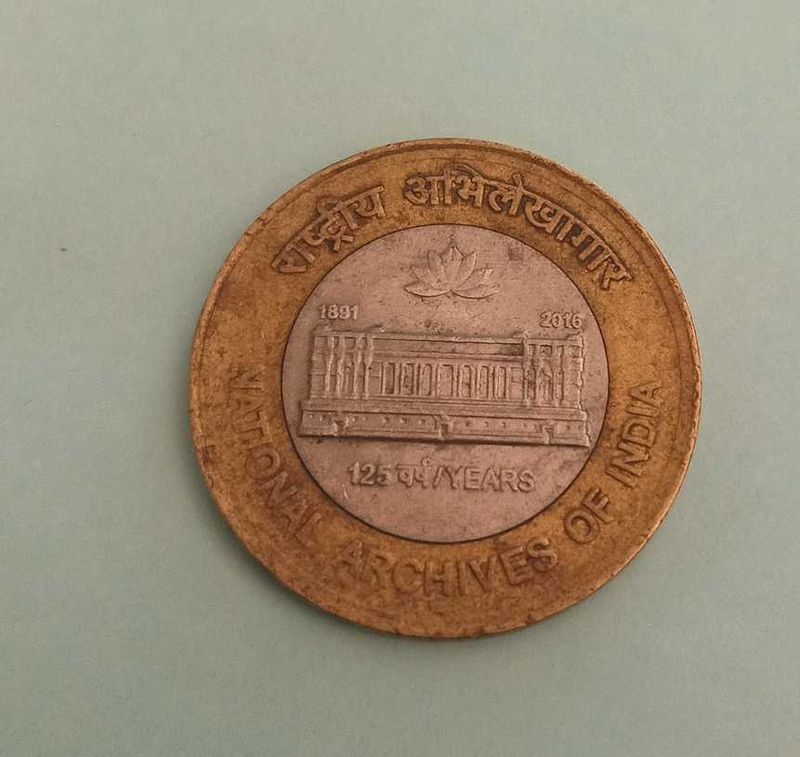 राष्ट्रीय अभिलेखागार
1891 2016
125 वर्ष/YEARS
NATIONAL ARCHIVES OF INDIA